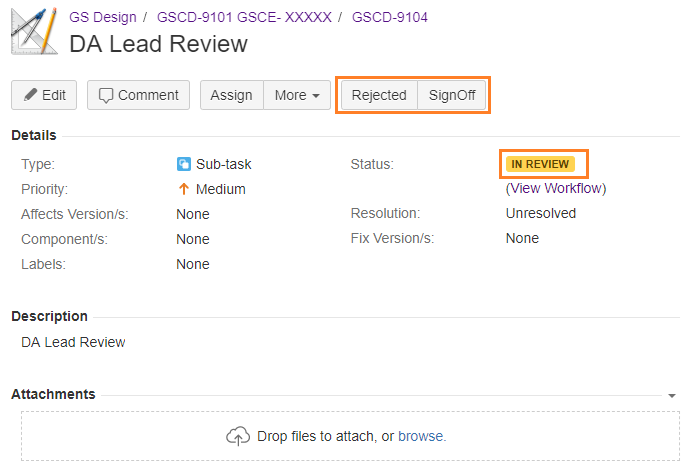 GS Design / GSCD-9101 GSCE- XXXXX / GSCD-9104
DA Lead Review
Edit Comment Assign More Rejected SignOff
Details
Type: Sub-task Status: IN REVIEW
Priority: Medium (View Workflow)
Affects Version/s: None Resolution: Unresolved
Component/s: None Fix Version/s: None
Labels: None
Description
DA Lead Review
Attachments
Drop files to attach, or browse.